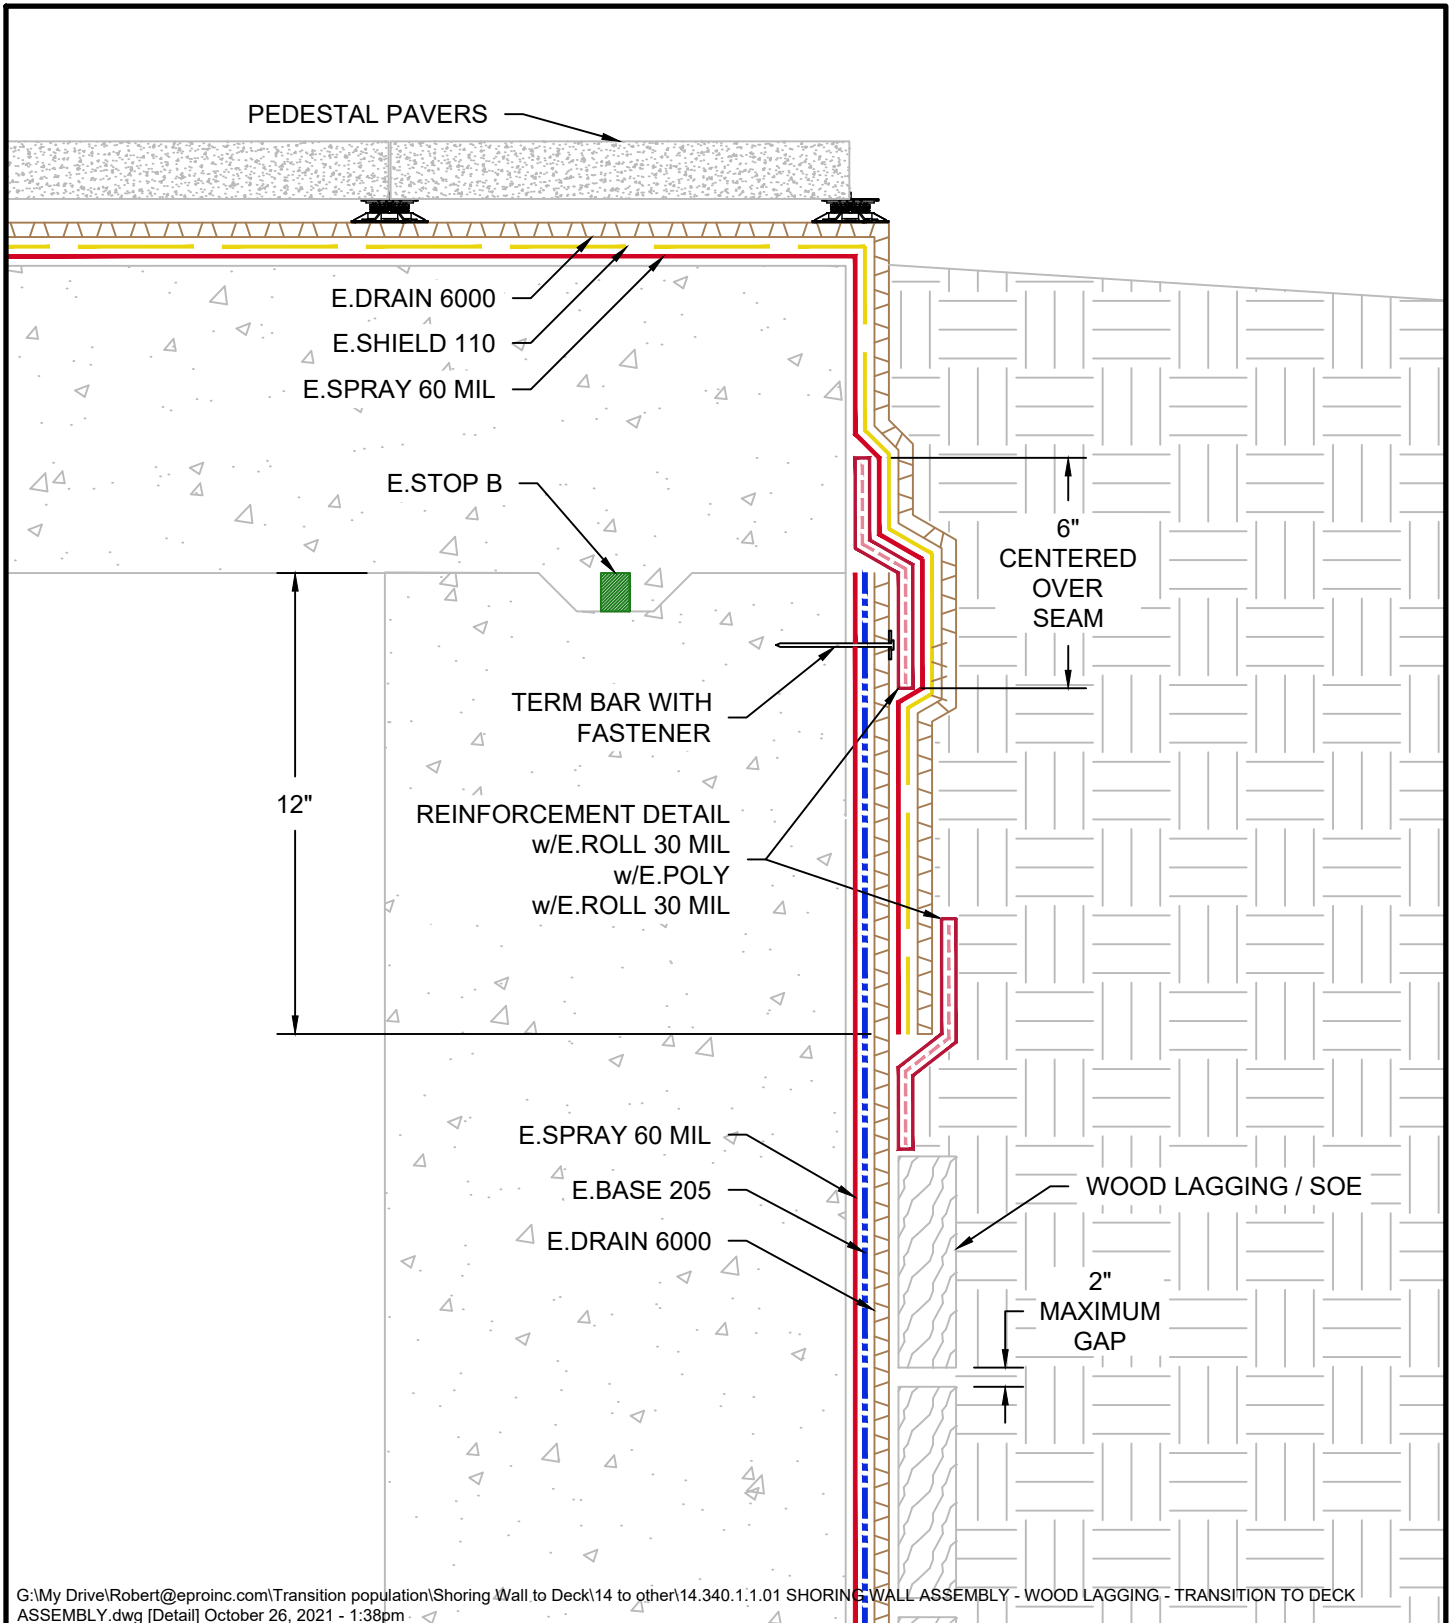 PEDESTAL PAVERS
E.DRAIN 6000
E.SHIELD 110
E.SPRAY 60 MIL
E.STOP B
6"
CENTERED
OVER
SEAM
TERM BAR WITH
FASTENER
12"
REINFORCEMENT DETAIL
w/E.ROLL 30 MIL
w/E.POLY
w/E.ROLL 30 MIL
E.SPRAY 60 MIL
E.BASE 205
E.DRAIN 6000
WOOD LAGGING / SOE
2"
MAXIMUM
GAP
G:\My Drive\Robert@eproinc.com\Transition population\Shoring Wall to Deck\14 to other\14.340.1.1.01 SHORING WALL ASSEMBLY - WOOD LAGGING - TRANSITION TO DECK
ASSEMBLY.dwg [Detail] October 26, 2021 - 1:38pm